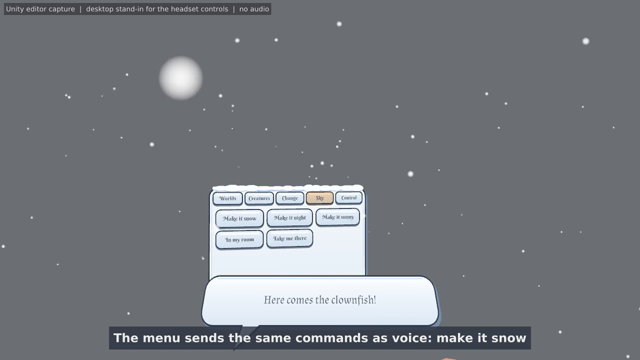 Unity editor capture | desktop stand-in for the headset controls | no audio
Worlds Creatures Change Sky Control
Make it snow Make it night Make it sunny
In my room Take me there
Here comes the clownfish!
The menu sends the same commands as voice: make it snow